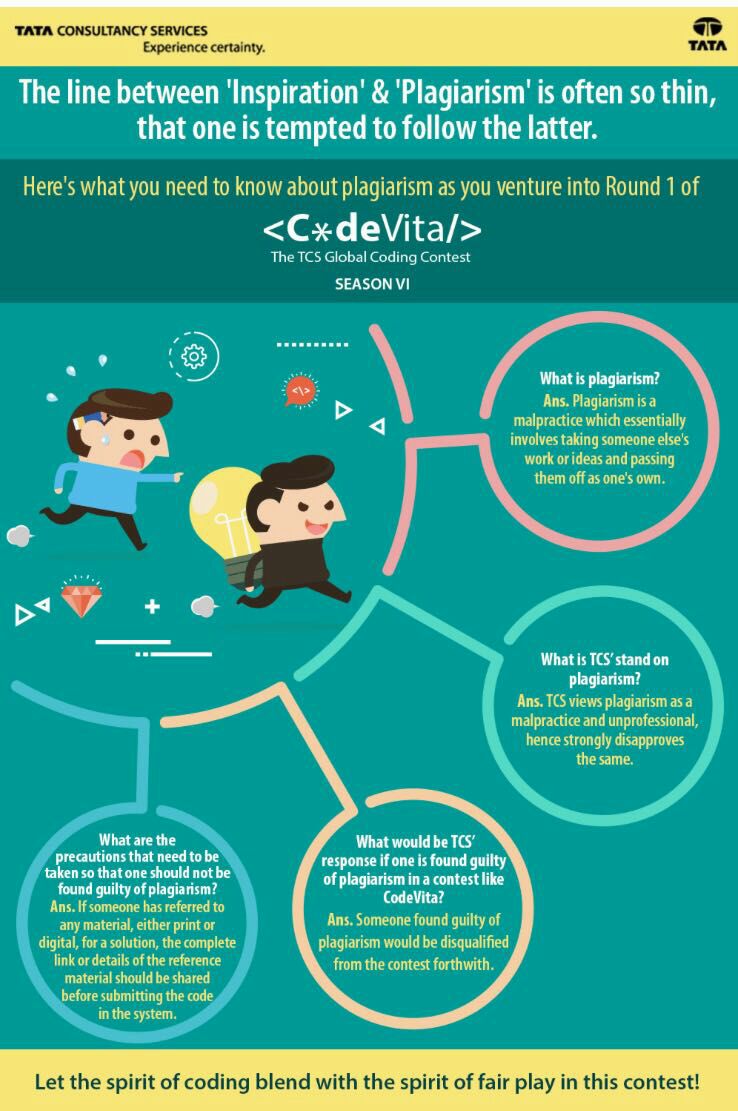 TATA CONSULTANCY SERVICES
Experience certainty.
TATA
The line between 'Inspiration' & 'Plagiarism' is often so thin,
that one is tempted to follow the latter.
Here's what you need to know about plagiarism as you venture into Round 1 of
<C*deVita/>
The TCS Global Coding Contest
SEASON VI
</>
What is plagiarism?
Ans. Plagiarism is a
malpractice which essentially
involves taking someone else's
work or ideas and passing
them off as one's own.
What is TCS' stand on
plagiarism?
Ans. TCS views plagiarism as a
malpractice and unprofessional,
hence strongly disapproves
the same.
What would be TCS'
response if one is found guilty
of plagiarism in a contest like
CodeVita?
Ans. Someone found guilty of
plagiarism would be disqualified
from the contest forthwith.
What are the
precautions that need to be
taken so that one should not be
found guilty of plagiarism?
Ans. If someone has referred to
any material, either print or
digital, for a solution, the complete
link or details of the reference
material should be shared
before submitting the code
in the system.
Let the spirit of coding blend with the spirit of fair play in this contest!